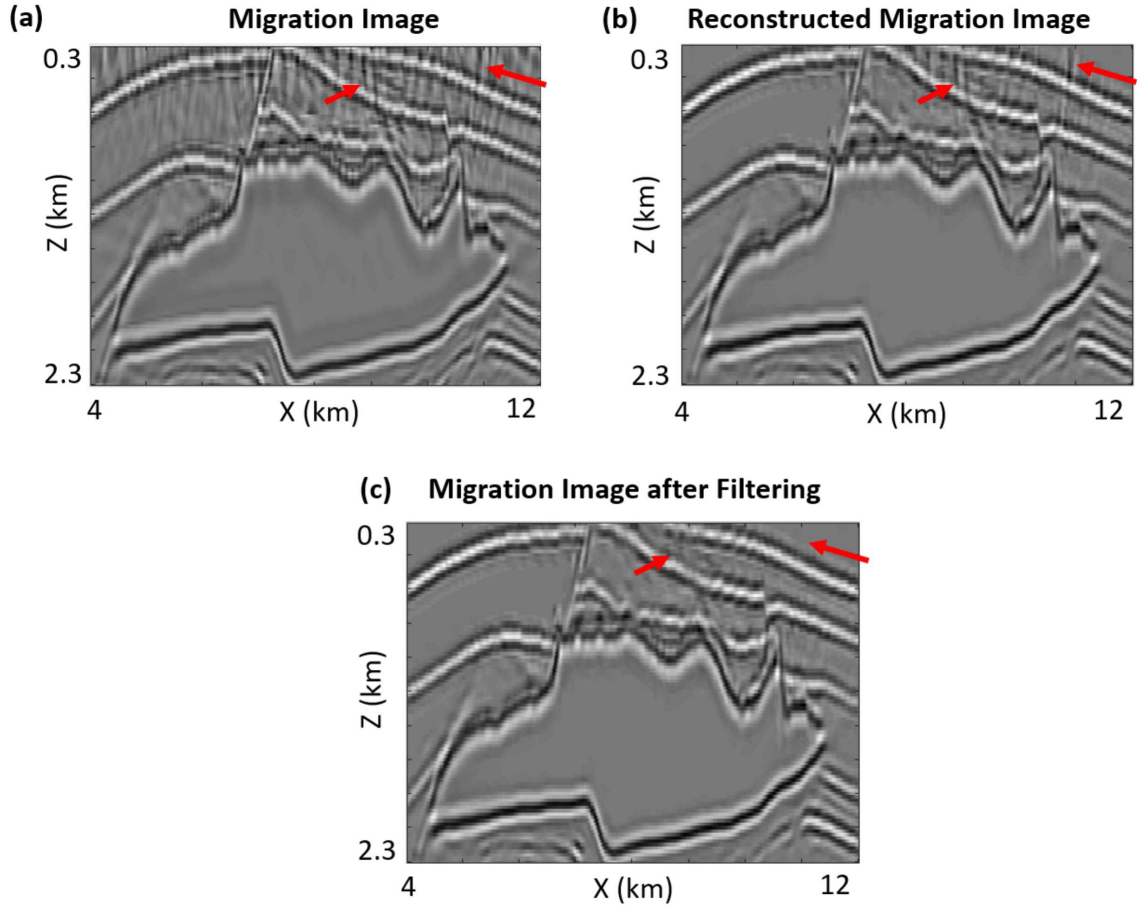 (a) Migration Image
0.3
Z (km)
2.3
4 X (km) 12
(b) Reconstructed Migration Image
0.3
Z (km)
2.3
4 X (km) 12
(c) Migration Image after Filtering
0.3
Z (km)
2.3
4 X (km) 12